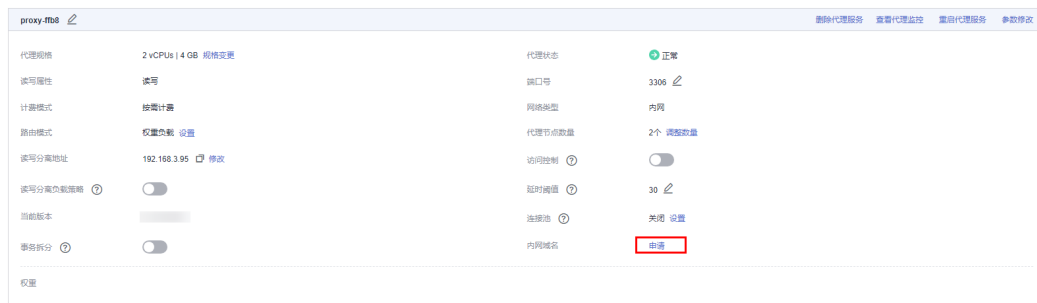 proxy-ffb8 删除代理服务 查看代理监控 重启代理服务 参数修改
代理规格 2 vCPUs | 4 GB 规格变更 代理状态 正常
读写属性 读写 端口号 3306
计费模式 按需计费 网络类型 内网
路由模式 权重负载 设置 代理节点数量 2个 调整数量
读写分离地址 192.168.3.95 修改 访问控制 ?
读写分离负载策略 ? 延时阈值 ? 30
当前版本 连接池 ? 关闭 设置
事务拆分 ? 内网域名 申请
权重